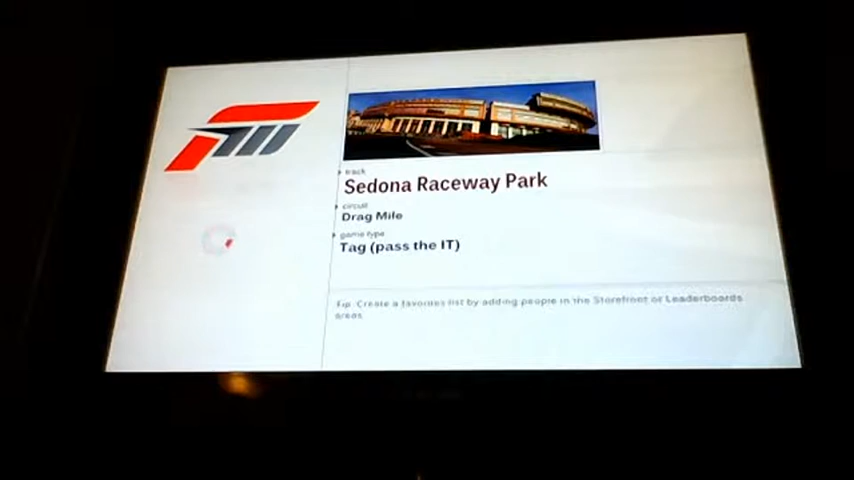 track
Sedona Raceway Park
circuit
Drag Mile
game type
Tag (pass the IT)
Tip: Create a favorites list by adding people in the Storefront or Leaderboards
areas